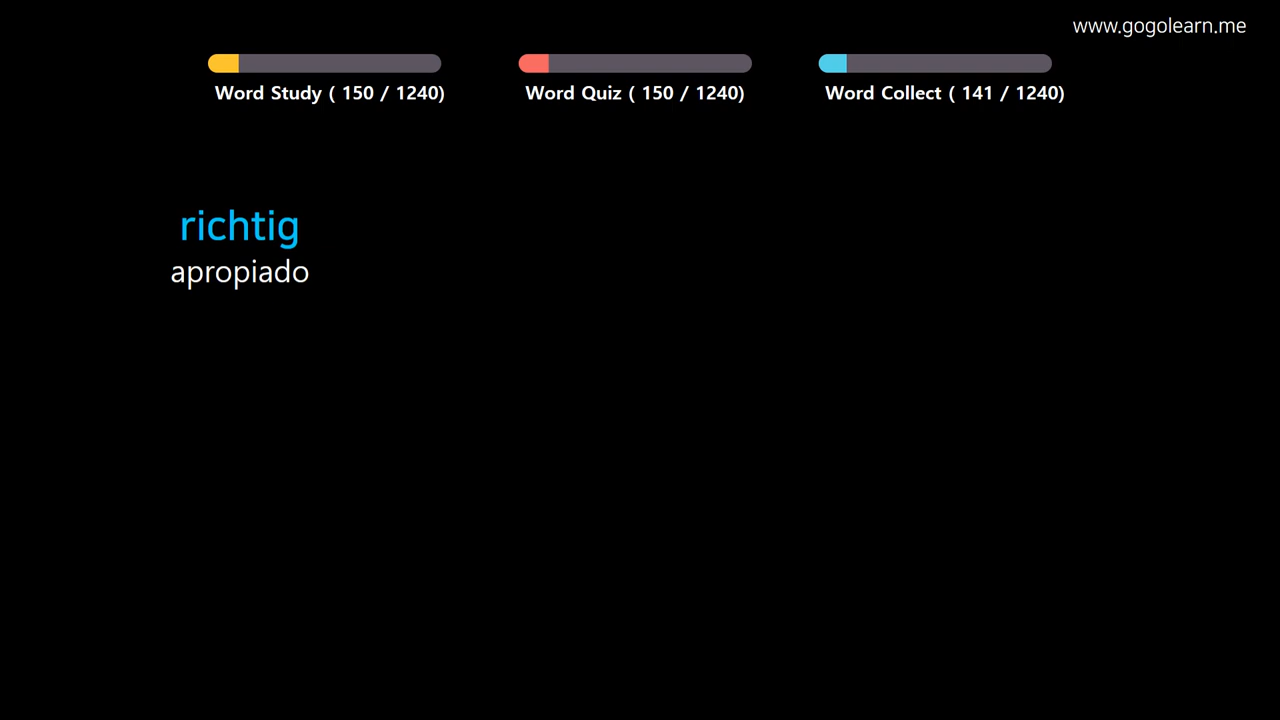 www.gogolearn.me
Word Study ( 150 / 1240)
Word Quiz ( 150 / 1240)
Word Collect ( 141 / 1240)
richtig
apropiado